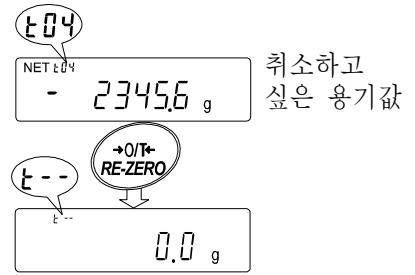 t04
NET t04
- 2345.6 g
취소하고
싶은 용기값
→0/T←
RE-ZERO
t--
t --
0.0 g